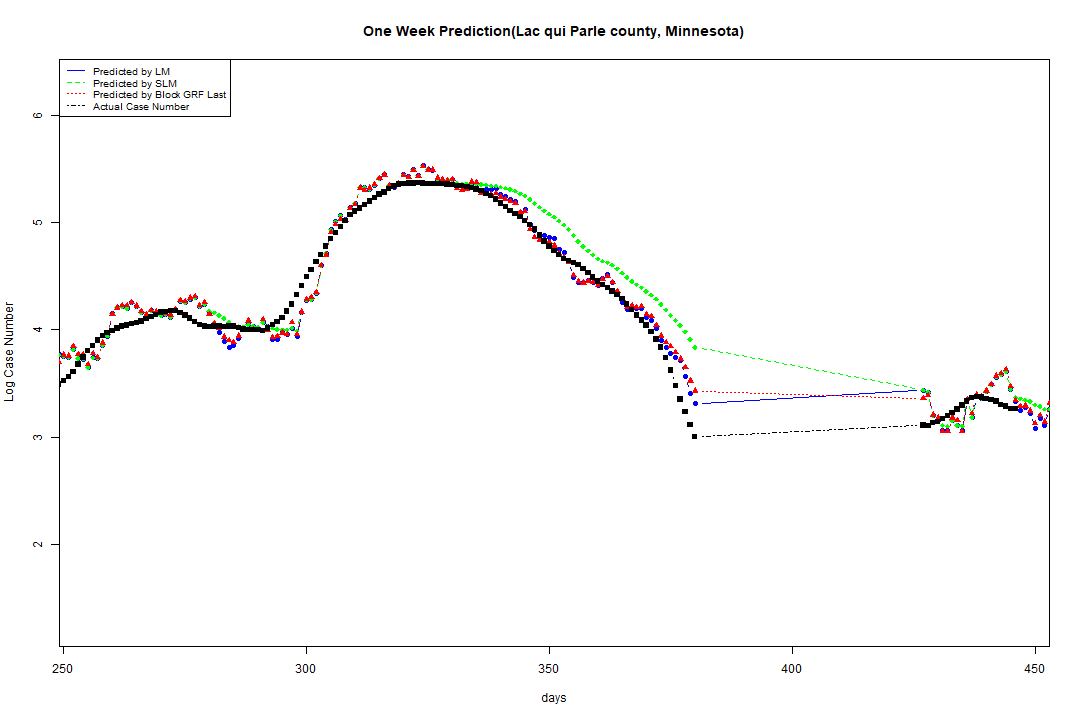 One Week Prediction(Lac qui Parle county, Minnesota)
Predicted by LM
Predicted by SLM
Predicted by Block GRF Last
Actual Case Number
Log Case Number
6
5
4
3
2
250 300 350 400 450
days